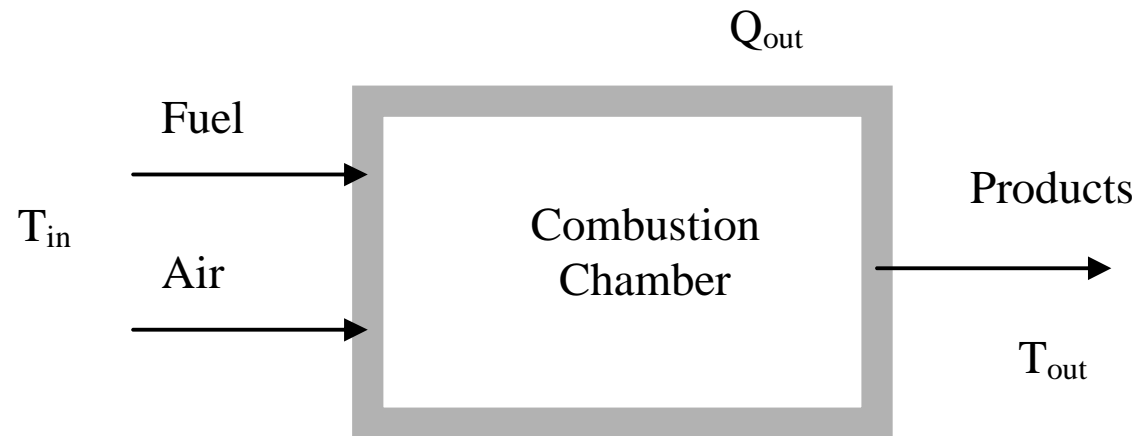 Q_out
Fuel
Products
T_in
Combustion
Chamber
Air
T_out